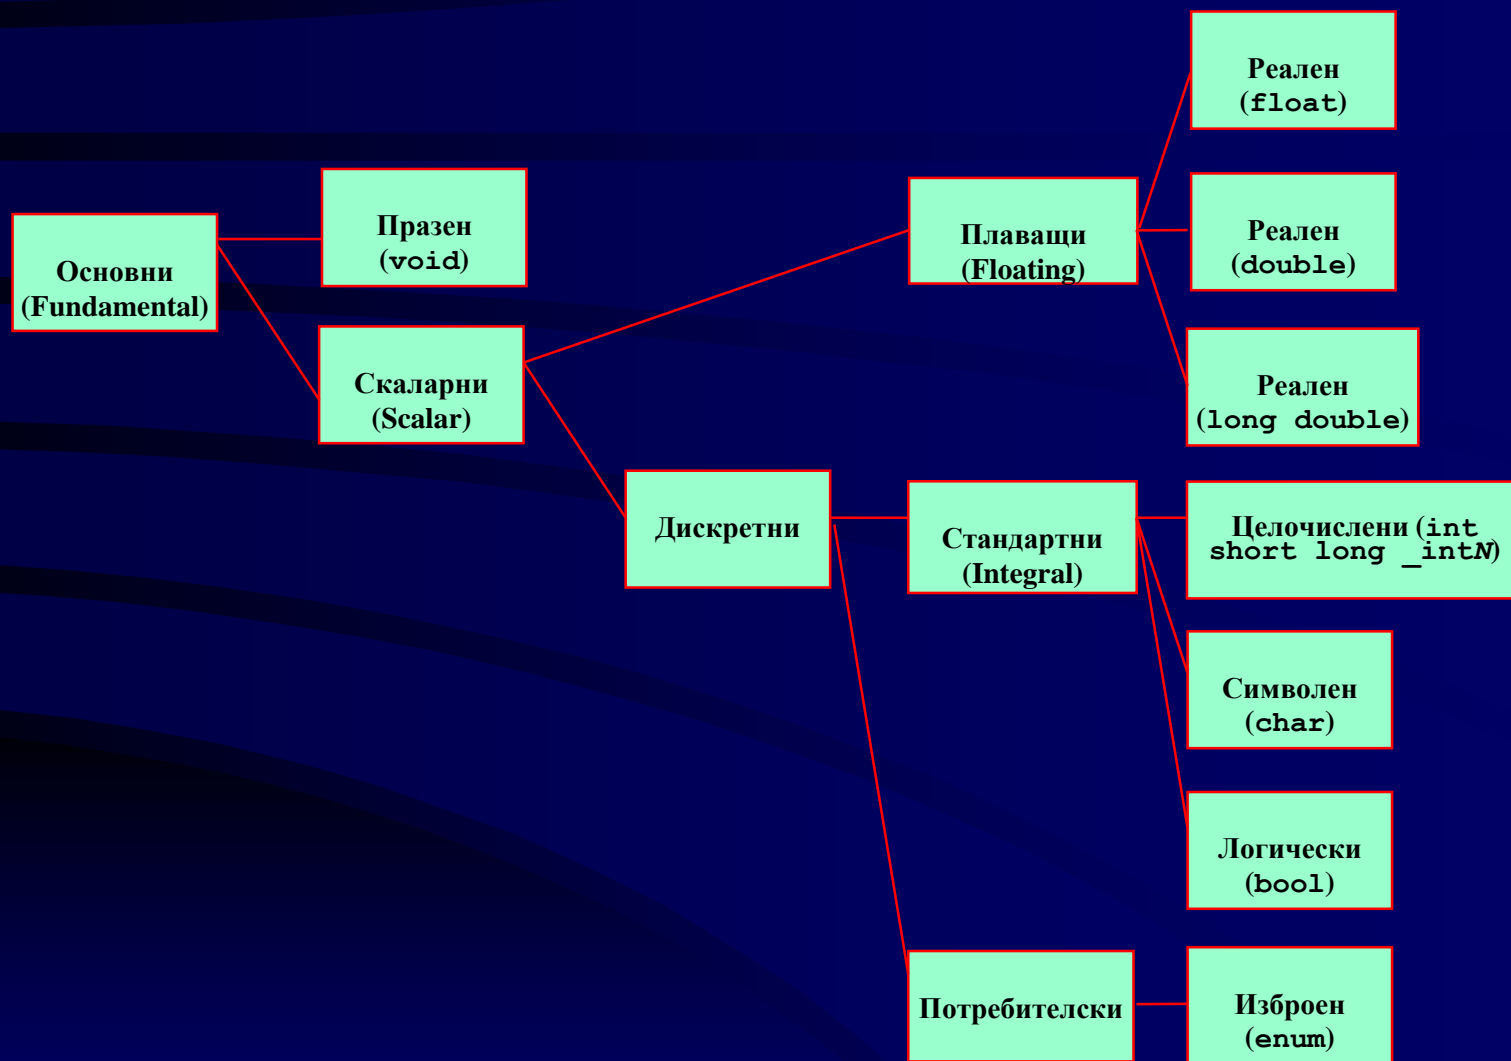 Реален
(float)
Празен
(void)
Плаващи
(Floating)
Реален
(double)
Основни
(Fundamental)
Скаларни
(Scalar)
Реален
(long double)
Дискретни
Стандартни
(Integral)
Целочислени (int
short long _intN)
Символен
(char)
Логически
(bool)
Потребителски
Изброен
(enum)